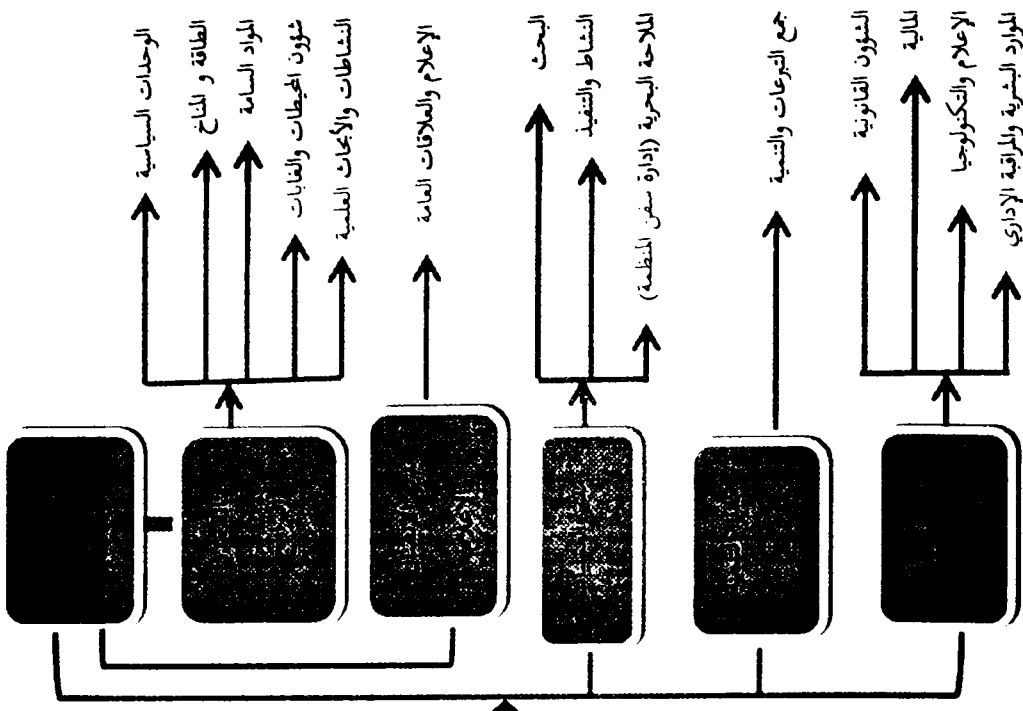 الوحدات السياسية
الطاقة و المناخ
المواد السامة
شؤون المحيطات والغابات
النشاطات والأبحاث العلمية
الإعلام والعلاقات العامة
البحث
النشاط والتنفيذ
الملاحة البحرية (إدارة سفن المنظمة)
جمع التبرعات والتنمية
الشؤون القانونية
المالية
الإعلام والتكنولوجيا
الموارد البشرية والمراقبة الإداري